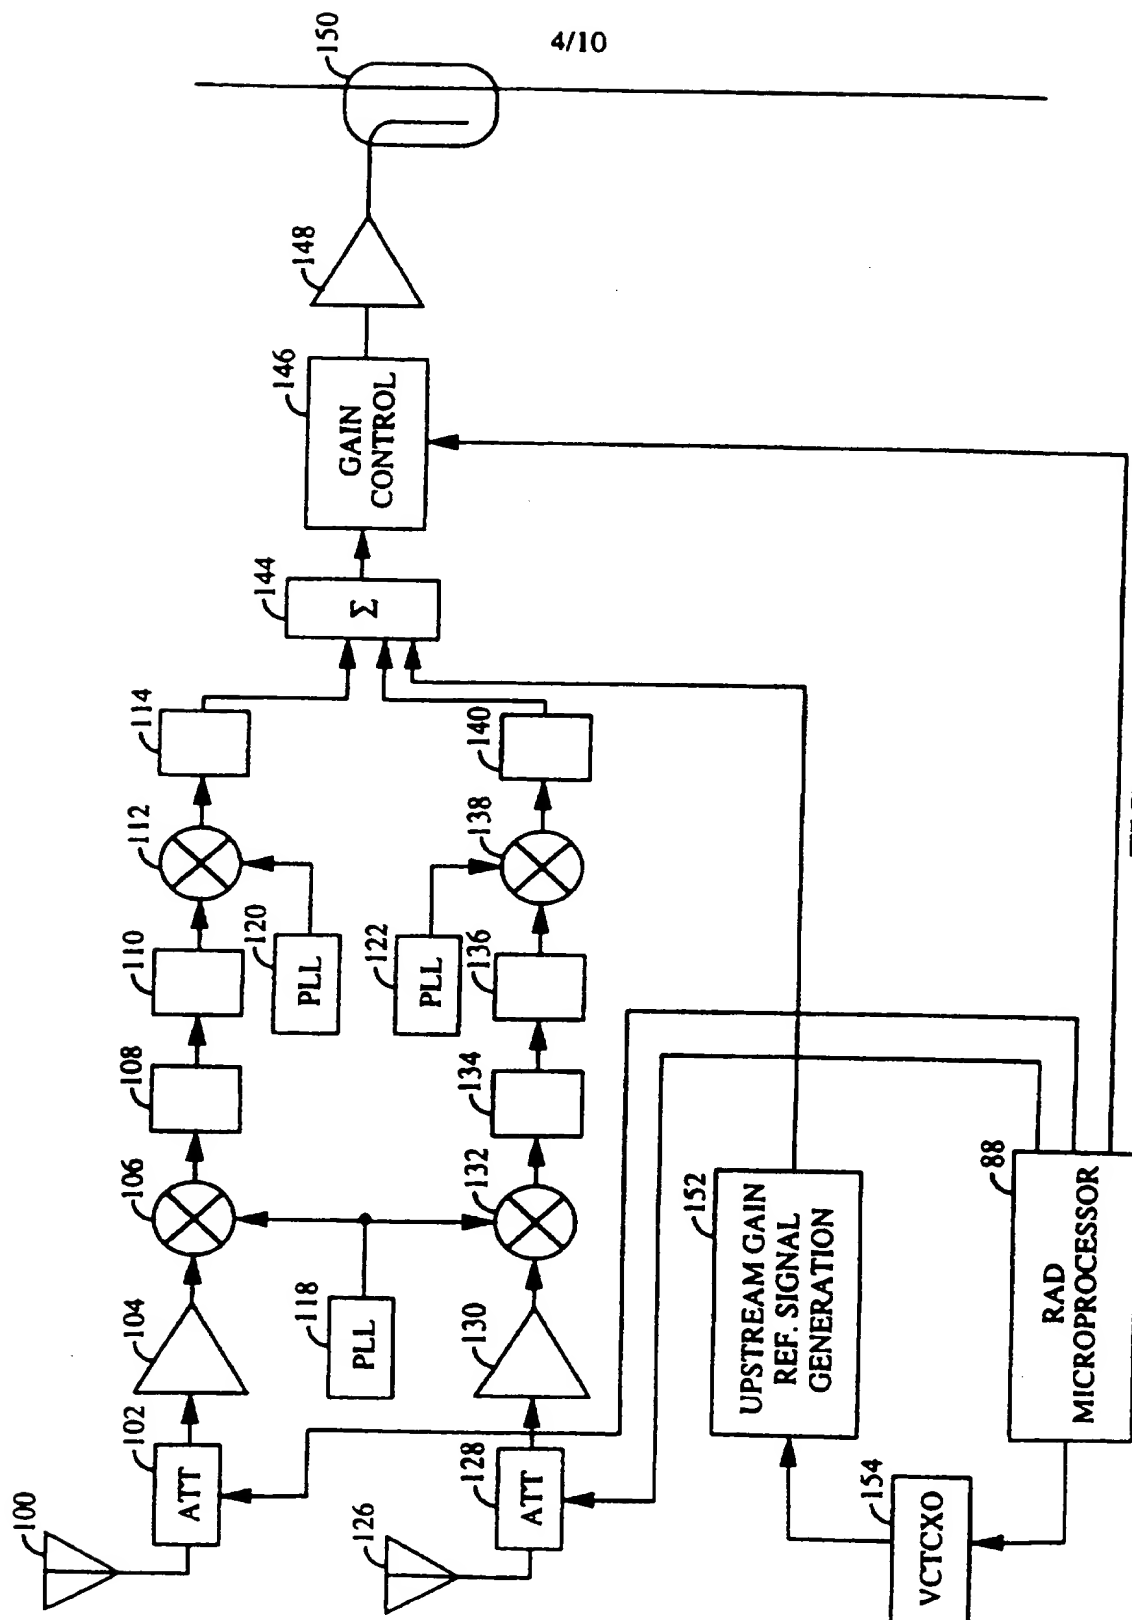 4/10
100
102
ATT
104
106
108
110
112
114
118
PLL
120
PLL
122
PLL
126
128
ATT
130
132
134
136
138
140
144
Σ
146
GAIN
CONTROL
148
150
152
UPSTREAM GAIN
REF. SIGNAL
GENERATION
154
VCTCXO
88
RAD
MICROPROCESSOR